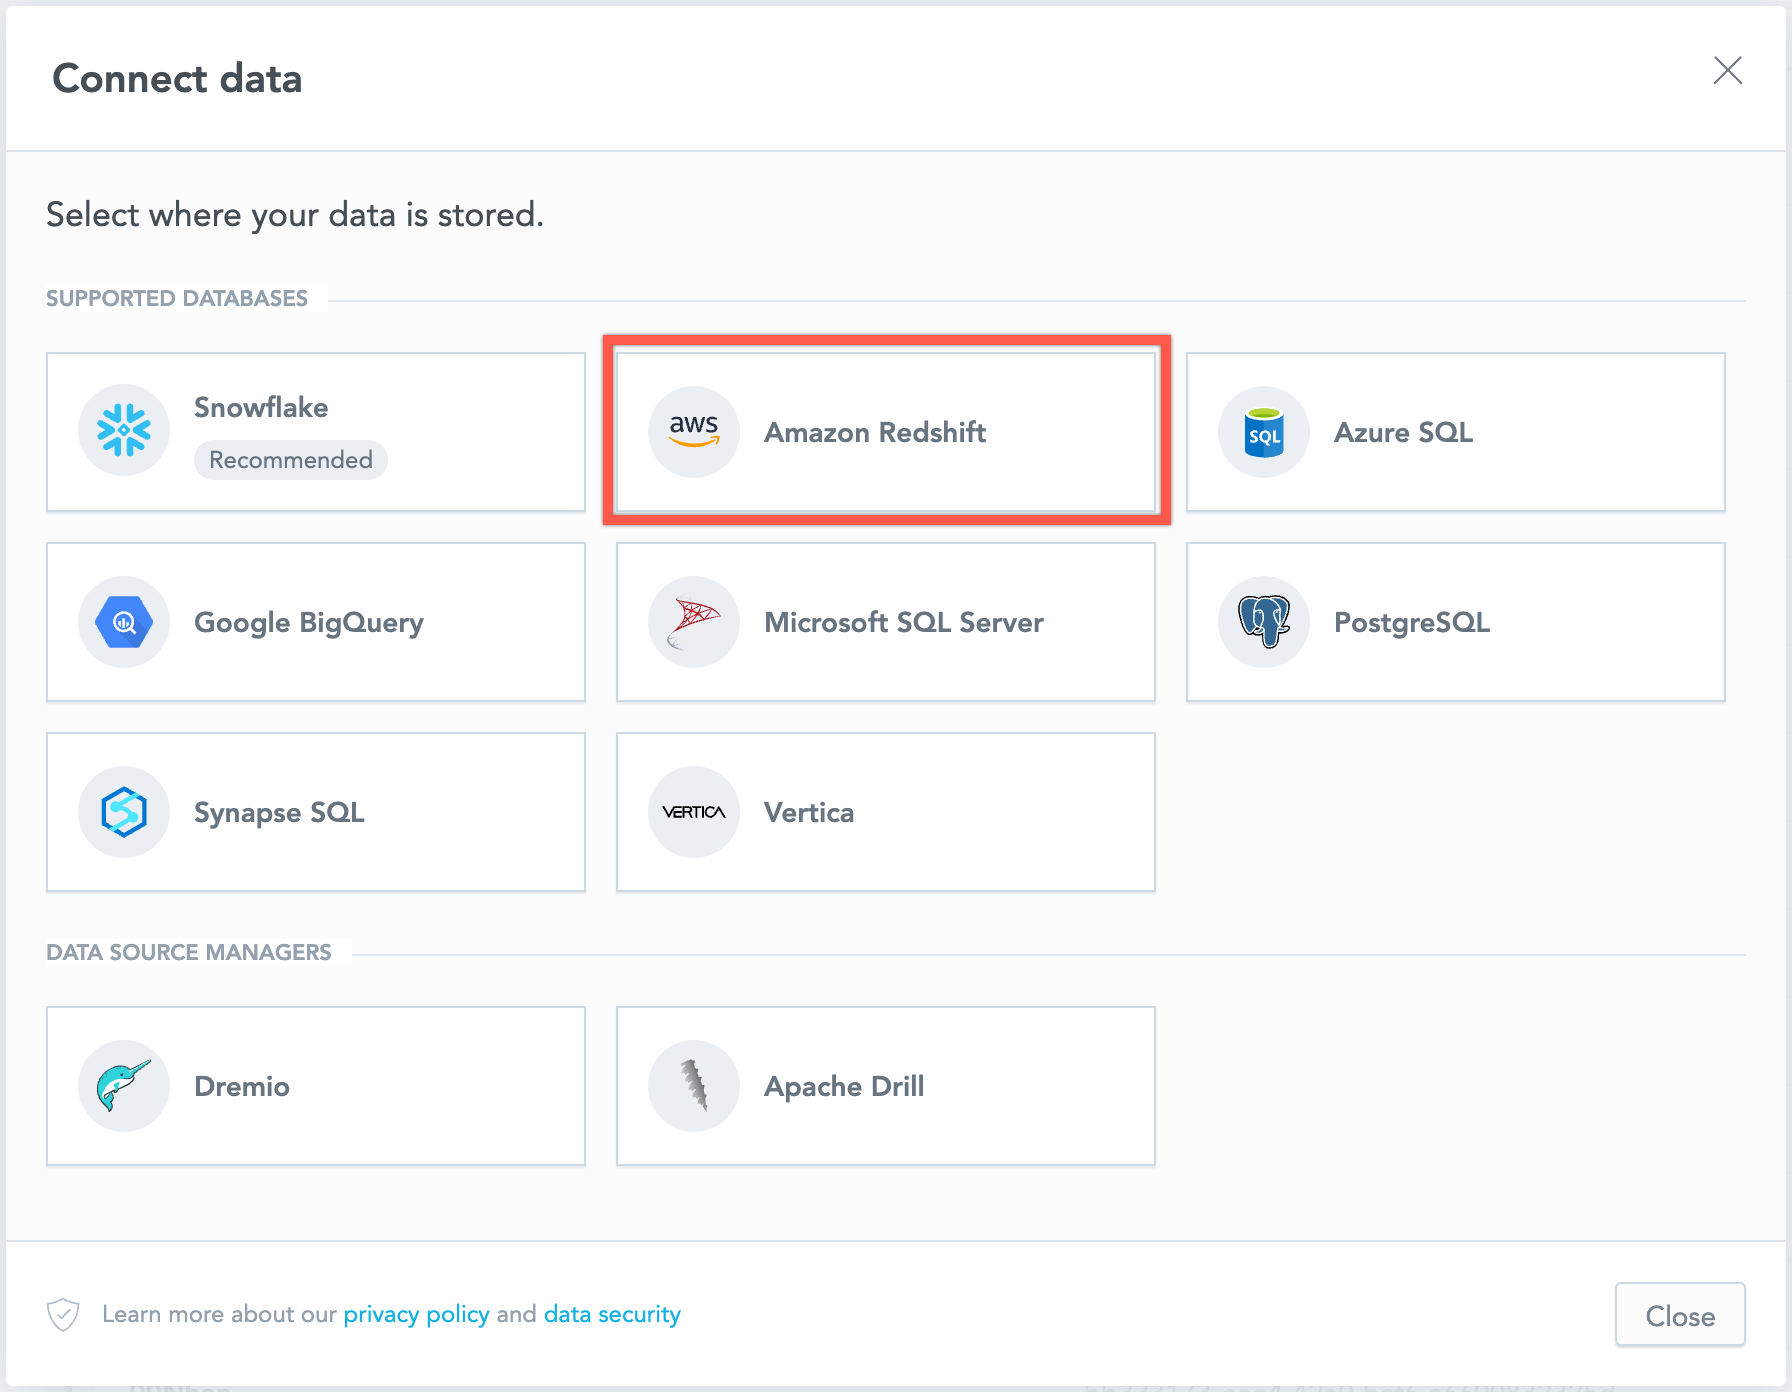 Connect data
Select where your data is stored.
SUPPORTED DATABASES
Snowflake
Recommended
aws
Amazon Redshift
SQL
Azure SQL
Google BigQuery
Microsoft SQL Server
PostgreSQL
Synapse SQL
VERTICA
Vertica
DATA SOURCE MANAGERS
Dremio
Apache Drill
Learn more about our privacy policy and data security
Close